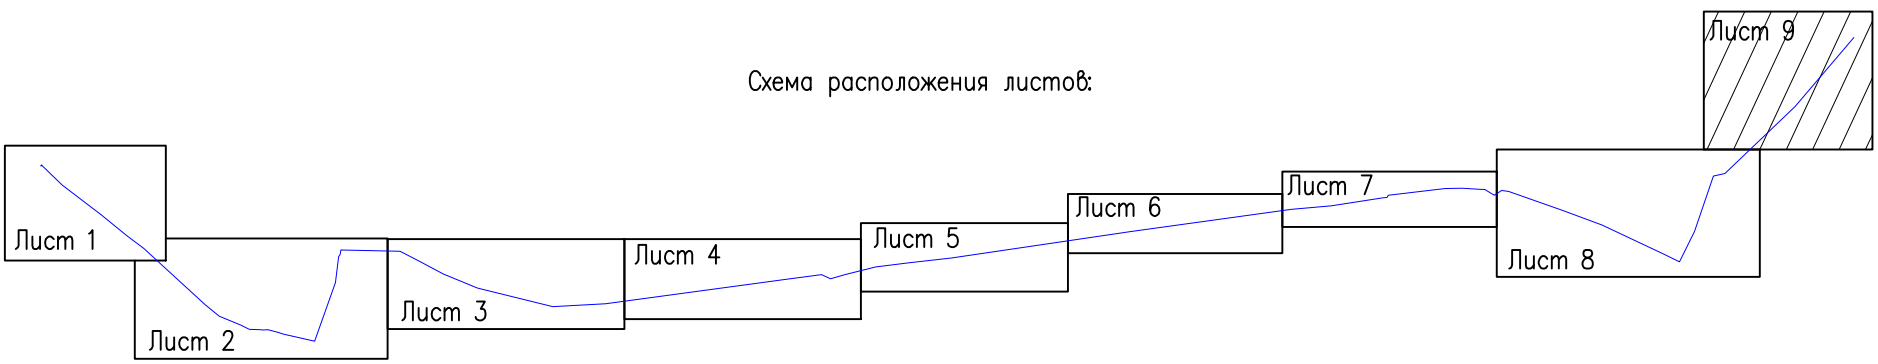 Схема расположения листов:
Лист 1
Лист 2
Лист 3
Лист 4
Лист 5
Лист 6
Лист 7
Лист 8
Лист 9